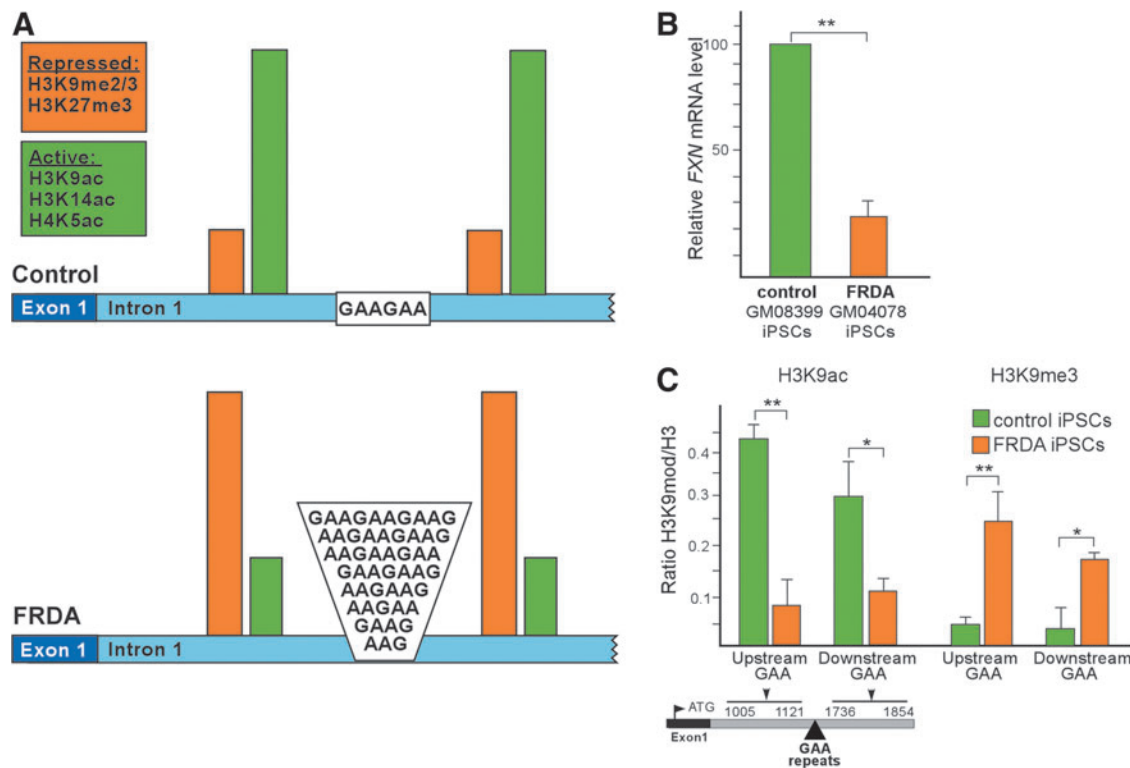 A
Repressed:
H3K9me2/3
H3K27me3
Active:
H3K9ac
H3K14ac
H4K5ac
Control
Exon 1
Intron 1
GAAGAA
FRDA
GAAGAAGAAG
AAGAAGAAG
AAGAAGAA
GAAGAAG
AAGAAG
AAGAA
GAAG
AAG
Exon 1
Intron 1
B
Relative FXN mRNA level
100
50
**
control
GM08399
iPSCs
FRDA
GM04078
iPSCs
C
H3K9ac
H3K9me3
control iPSCs
FRDA iPSCs
Ratio H3K9mod/H3
0.4
0.3
0.2
0.1
**
*
**
*
Upstream
GAA
Downstream
GAA
Upstream
GAA
Downstream
GAA
ATG
1005
1121
1736
1854
Exon1
GAA
repeats